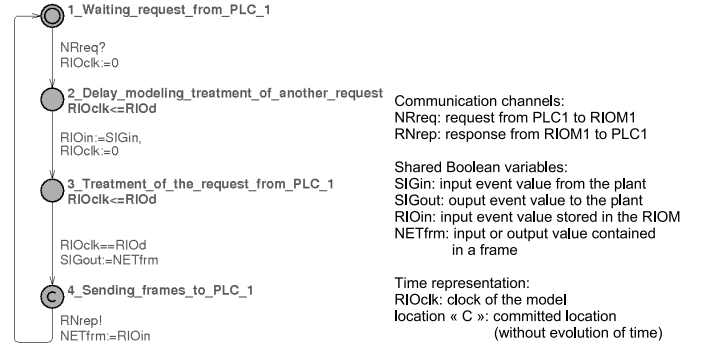 1_Waiting_request_from_PLC_1
NRreq?
RIOclk:=0
2_Delay_modeling_treatment_of_another_request
RIOclk<=RIOd
RIOin:=SIGin,
RIOclk:=0
3_Treatment_of_the_request_from_PLC_1
RIOclk<=RIOd
RIOclk==RIOd
SIGout:=NETfrm
C
4_Sending_frames_to_PLC_1
RNrep!
NETfrm:=RIOin
Communication channels:
NRreq: request from PLC1 to RIOM1
RNrep: response from RIOM1 to PLC1
Shared Boolean variables:
SIGin: input event value from the plant
SIGout: ouput event value to the plant
RIOin: input event value stored in the RIOM
NETfrm: input or output value contained
in a frame
Time representation:
RIOclk: clock of the model
location « C »: committed location
(without evolution of time)